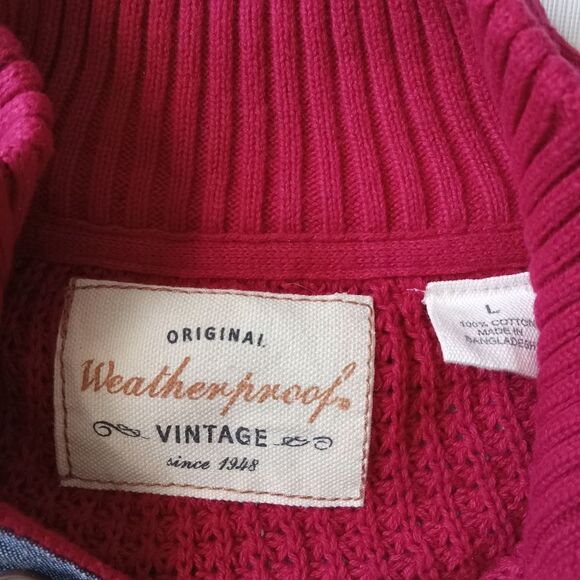 ORIGINAL
Weatherproof®
VINTAGE
since 1948
L
100% COTTON
MADE IN
BANGLADESH